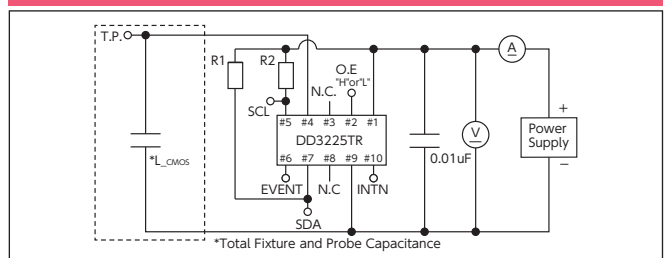 T.P.
R1
R2
O.E
"H"or"L"
N.C.
SCL
#5 #4 #3 #2 #1
DD3225TR
#6 #7 #8 #9 #10
EVENT
N.C
INTN
SDA
*L_CMOS
0.01uF
A
V
+
Power
Supply
−
*Total Fixture and Probe Capacitance